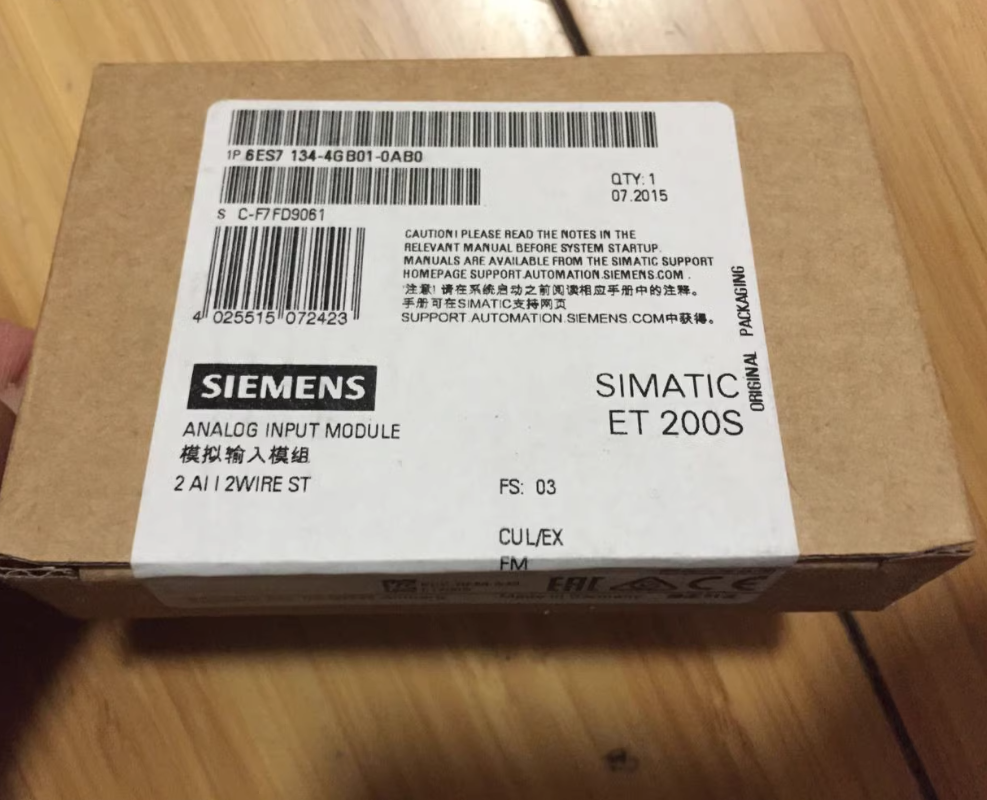 1P 6ES7 134-4GB01-0AB0
QTY: 1
07.2015
S C-F7FD9061
CAUTION! PLEASE READ THE NOTES IN THE
RELEVANT MANUAL BEFORE SYSTEM STARTUP.
MANUALS ARE AVAILABLE FROM THE SIMATIC SUPPORT
HOMEPAGE SUPPORT.AUTOMATION.SIEMENS.COM .
注意! 请在系统启动之前阅读相应手册中的注释。
手册可在SIMATIC支持网页
SUPPORT.AUTOMATION.SIEMENS.COM中获得。
4 025515 072423
ORIGINAL PACKAGING
SIEMENS
SIMATIC
ET 200S
ANALOG INPUT MODULE
模拟输入模组
2 AI I 2WIRE ST
FS: 03
CUL/EX
FM
EAC
CE
Made in Germany